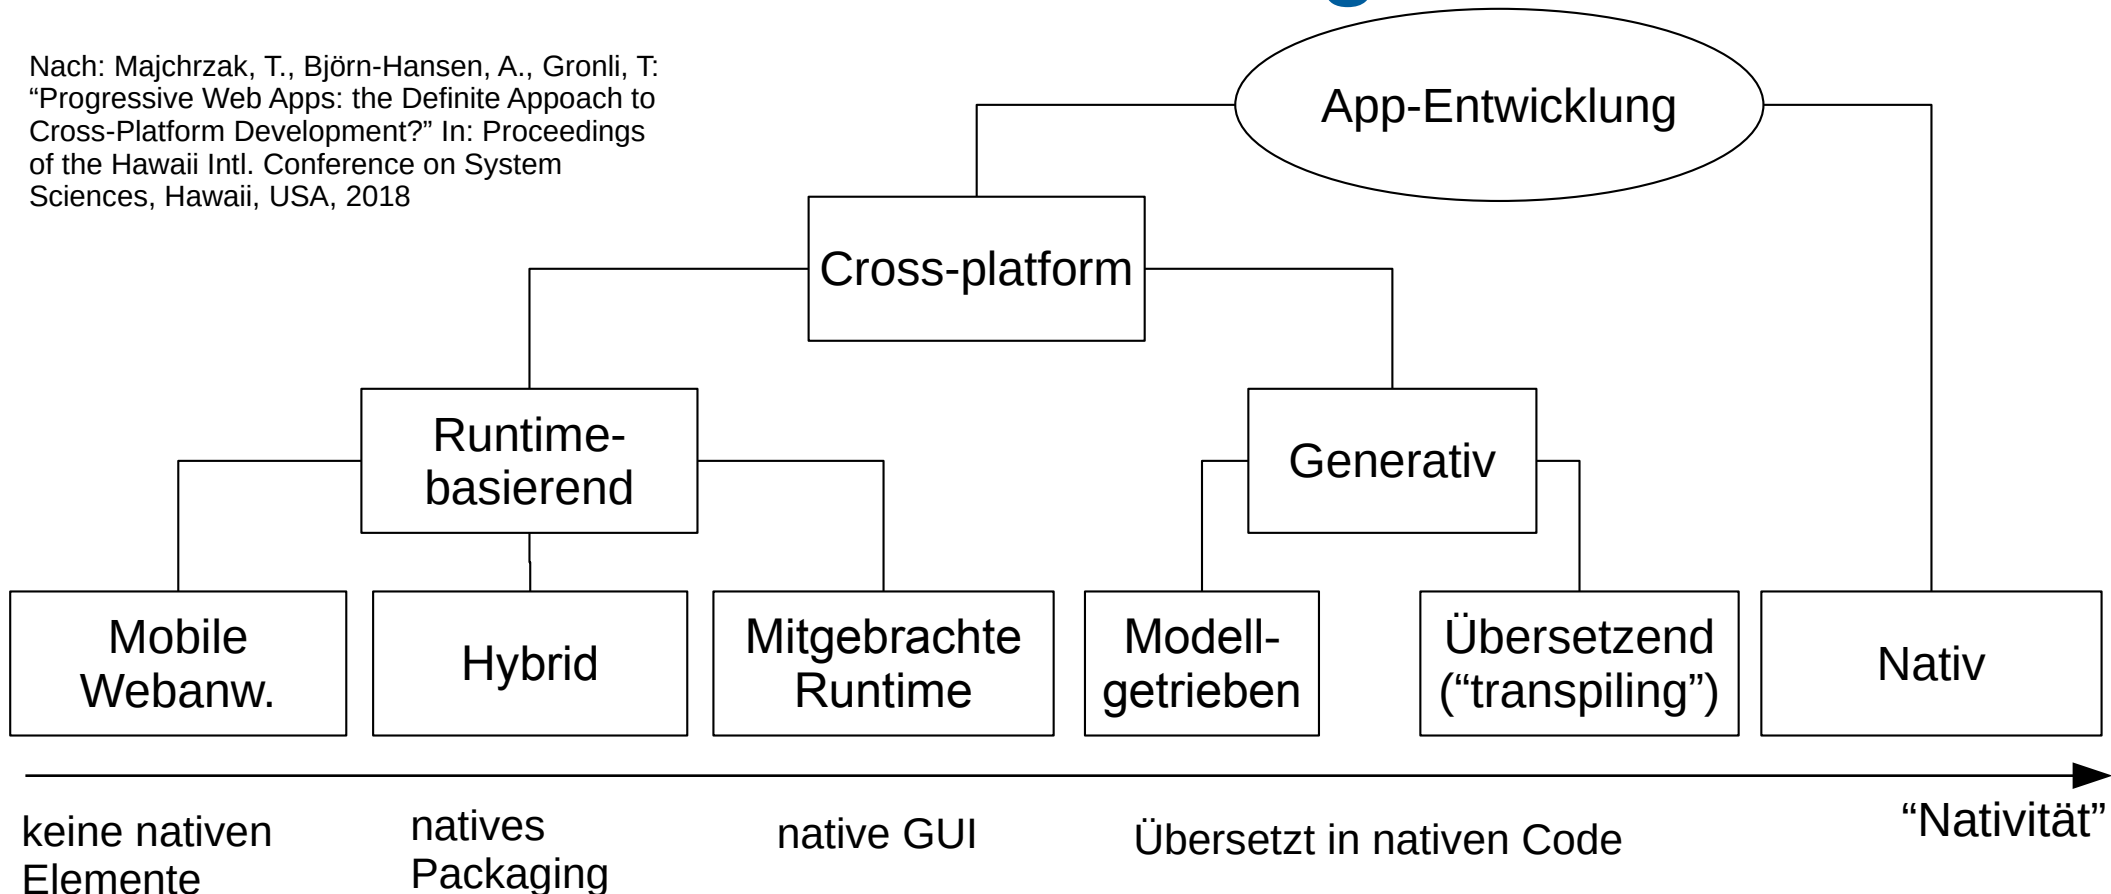 Nach: Majchrzak, T., Björn-Hansen, A., Gronli, T:
“Progressive Web Apps: the Definite Appoach to
Cross-Platform Development?” In: Proceedings
of the Hawaii Intl. Conference on System
Sciences, Hawaii, USA, 2018
App-Entwicklung
Cross-platform
Runtime-
basierend
Generativ
Mobile
Webanw.
Hybrid
Mitgebrachte
Runtime
Modell-
getrieben
Übersetzend
(“transpiling”)
Nativ
keine nativen
Elemente
natives
Packaging
native GUI
Übersetzt in nativen Code
“Nativität”